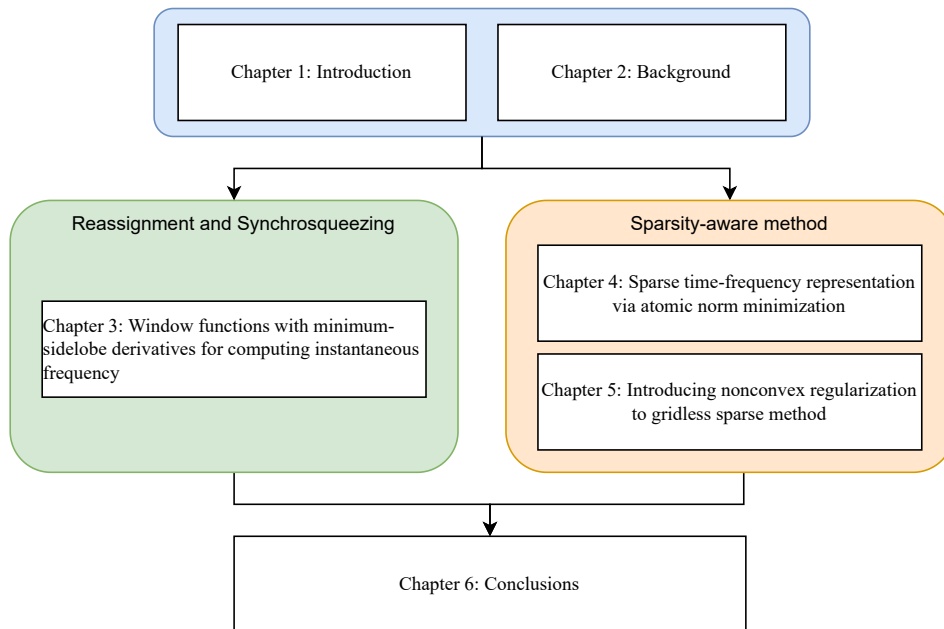 Chapter 1: Introduction
Chapter 2: Background
Reassignment and Synchrosqueezing
Chapter 3: Window functions with minimum-
sidelobe derivatives for computing instantaneous
frequency
Sparsity-aware method
Chapter 4: Sparse time-frequency representation
via atomic norm minimization
Chapter 5: Introducing nonconvex regularization
to gridless sparse method
Chapter 6: Conclusions